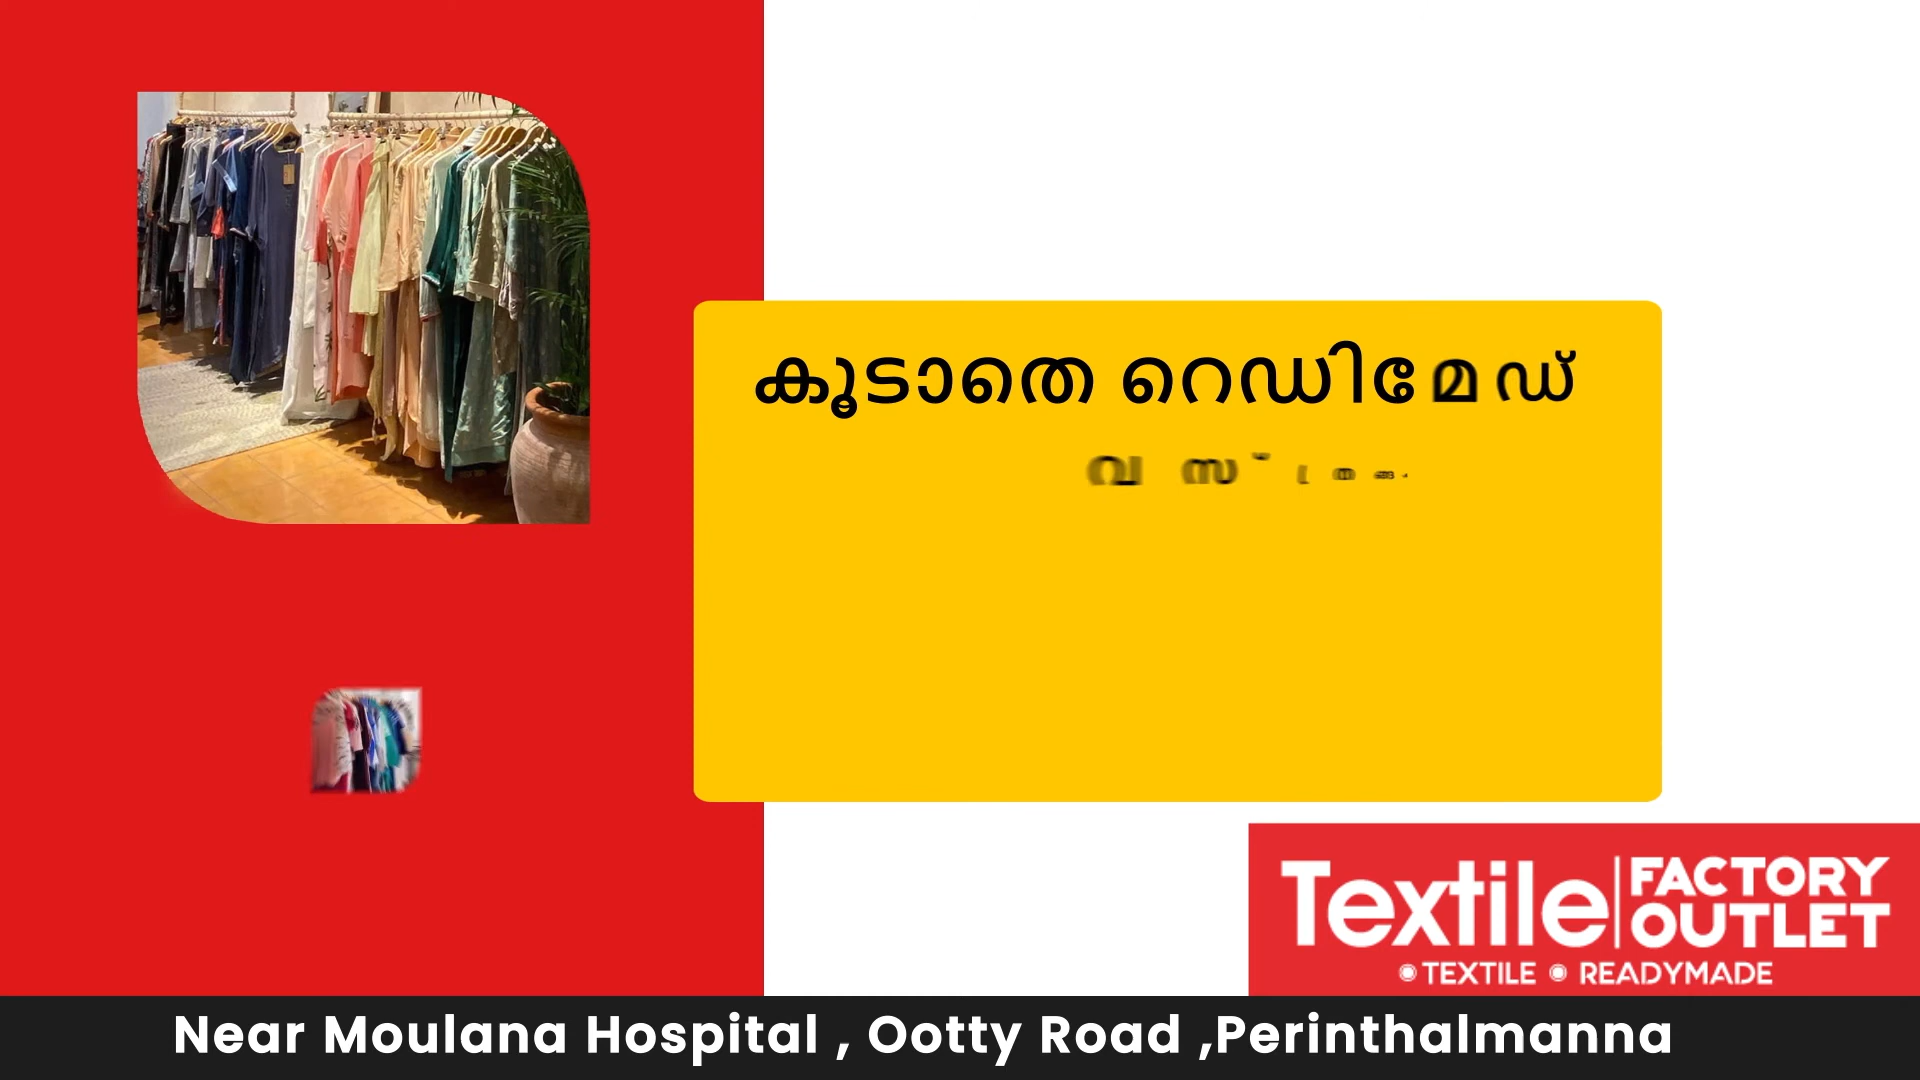 കൂടാതെ റെഡിമേഡ്
Textile FACTORY OUTLET
TEXTILE READYMADE
Near Moulana Hospital , Ootty Road ,Perinthalmanna